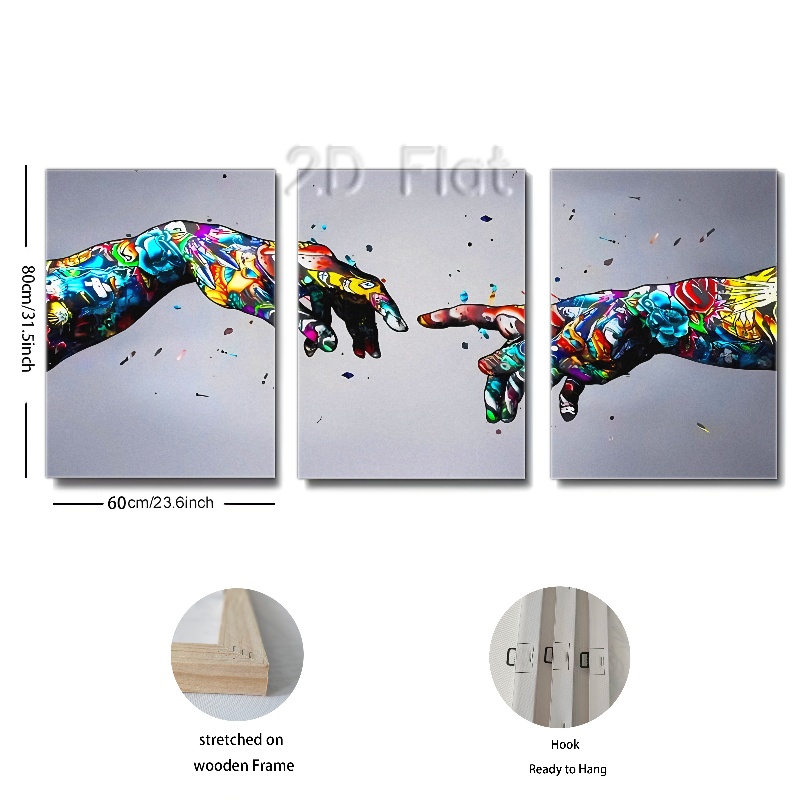 2D Flat
80cm/31.5inch
60cm/23.6inch
stretched on
wooden Frame
Hook
Ready to Hang